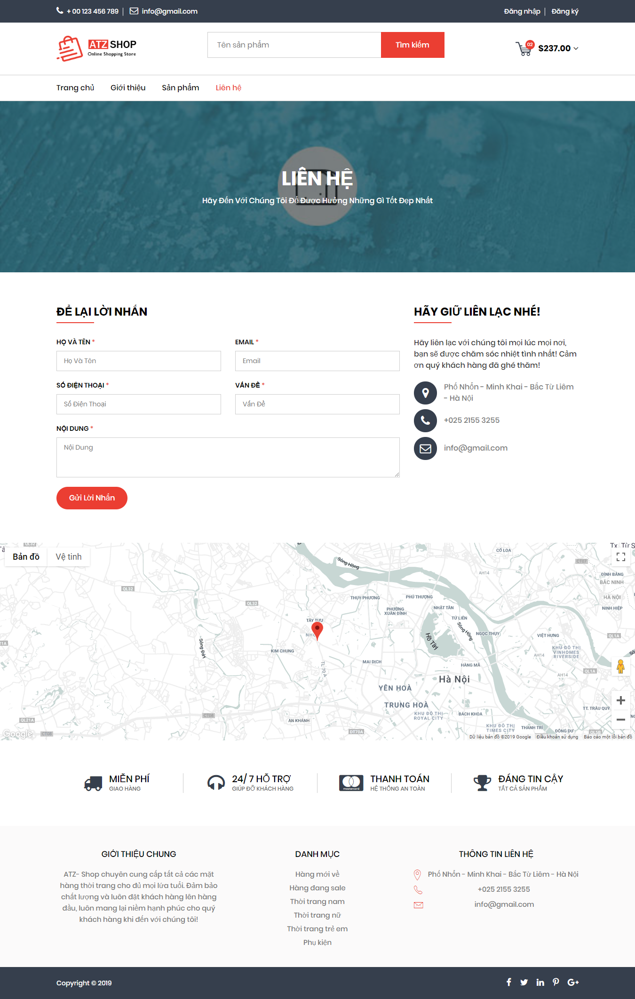 + 00 123 456 789
info@gmail.com
Đăng nhập
Đăng ký
ATZ SHOP
Online Shopping Store
Tên sản phẩm
Tìm kiếm
02
$237.00
Trang chủ
Giới thiệu
Sản phẩm
Liên hệ
LIÊN HỆ
Hãy Đến Với Chúng Tôi Để Được Hưởng Những Gì Tốt Đẹp Nhất
ĐỂ LẠI LỜI NHẮN
HỌ VÀ TÊN *
EMAIL *
Họ Và Tên
Email
SỐ ĐIỆN THOẠI *
VẤN ĐỀ *
Số Điện Thoại
Vấn Đề
NỘI DUNG *
Nội Dung
Gửi Lời Nhắn
HÃY GIỮ LIÊN LẠC NHÉ!
Hãy liên lạc với chúng tôi mọi lúc mọi nơi,
bạn sẽ được chăm sóc nhiệt tình nhất! Cảm
ơn quý khách hàng đã ghé thăm!
Phố Nhổn - Minh Khai - Bắc Từ Liêm
- Hà Nội
+025 2155 3255
info@gmail.com
QL32
Bản đồ
Vệ tinh
Tx. Từ S
CỔ LOA
CT07
Sông Hồng
AH14
ĐÌNH BẢNG
BẮC NINH
QL32
THỤY PHƯƠNG
PHÚ THƯỢNG
HÀ NỘI
QL32
NHẬT TÂN
NINH HIỆP
PHƯỜNG
XUÂN ĐỈNH
TỨ LIÊN
TÂY TỰU
Sông Hồng
NGỌC THỤY
VIỆT HƯNG
QL1A
NHỔ
Hồ Tây
21A
Sông Đáy
KIM CHUNG
KHU ĐÔ THỊ
VINHOMES
RIVERSIDE
AH14
MAI DỊCH
HÀNG MÃ
TL 70 A
QL1A
AH14
Hà Nội
YÊN HOÀ
TRUNG HOÀ
TT. TRÂU QUỲ
KHU ĐÔ THỊ
ROYAL CITY
BÁCH KHOA
CT08
QL21A
AN KHÁNH
KHU ĐÔ THỊ
TIMES CITY
THANH TRÌ
ĐÔNG DƯ
QL5B
DT70A
Google
CT08
Dữ liệu bản đồ ©2019 Google
Điều khoản sử dụng
Báo cáo một lỗi bản đồ
MIỄN PHÍ
GIAO HÀNG
24/ 7 HỖ TRỢ
GIÚP ĐỠ KHÁCH HÀNG
mastercard.
THANH TOÁN
HỆ THỐNG AN TOÀN
ĐÁNG TIN CẬY
TẤT CẢ SẢN PHẨM
GIỚI THIỆU CHUNG
ATZ- Shop chuyên cung cấp tất cả các mặt
hàng thời trang cho đủ mọi lứa tuổi. Đảm bảo
chất lượng và luôn đặt khách hàng lên hàng
đầu, luôn mang lại niềm hạnh phúc cho quý
khách hàng khi đến với chúng tôi!
DANH MỤC
Hàng mới về
Hàng đang sale
Thời trang nam
Thời trang nữ
Thời trang trẻ em
Phụ kiện
THÔNG TIN LIÊN HỆ
Phố Nhổn - Minh Khai - Bắc Từ Liêm - Hà Nội
+025 2155 3255
info@gmail.com
Copyright © 2019